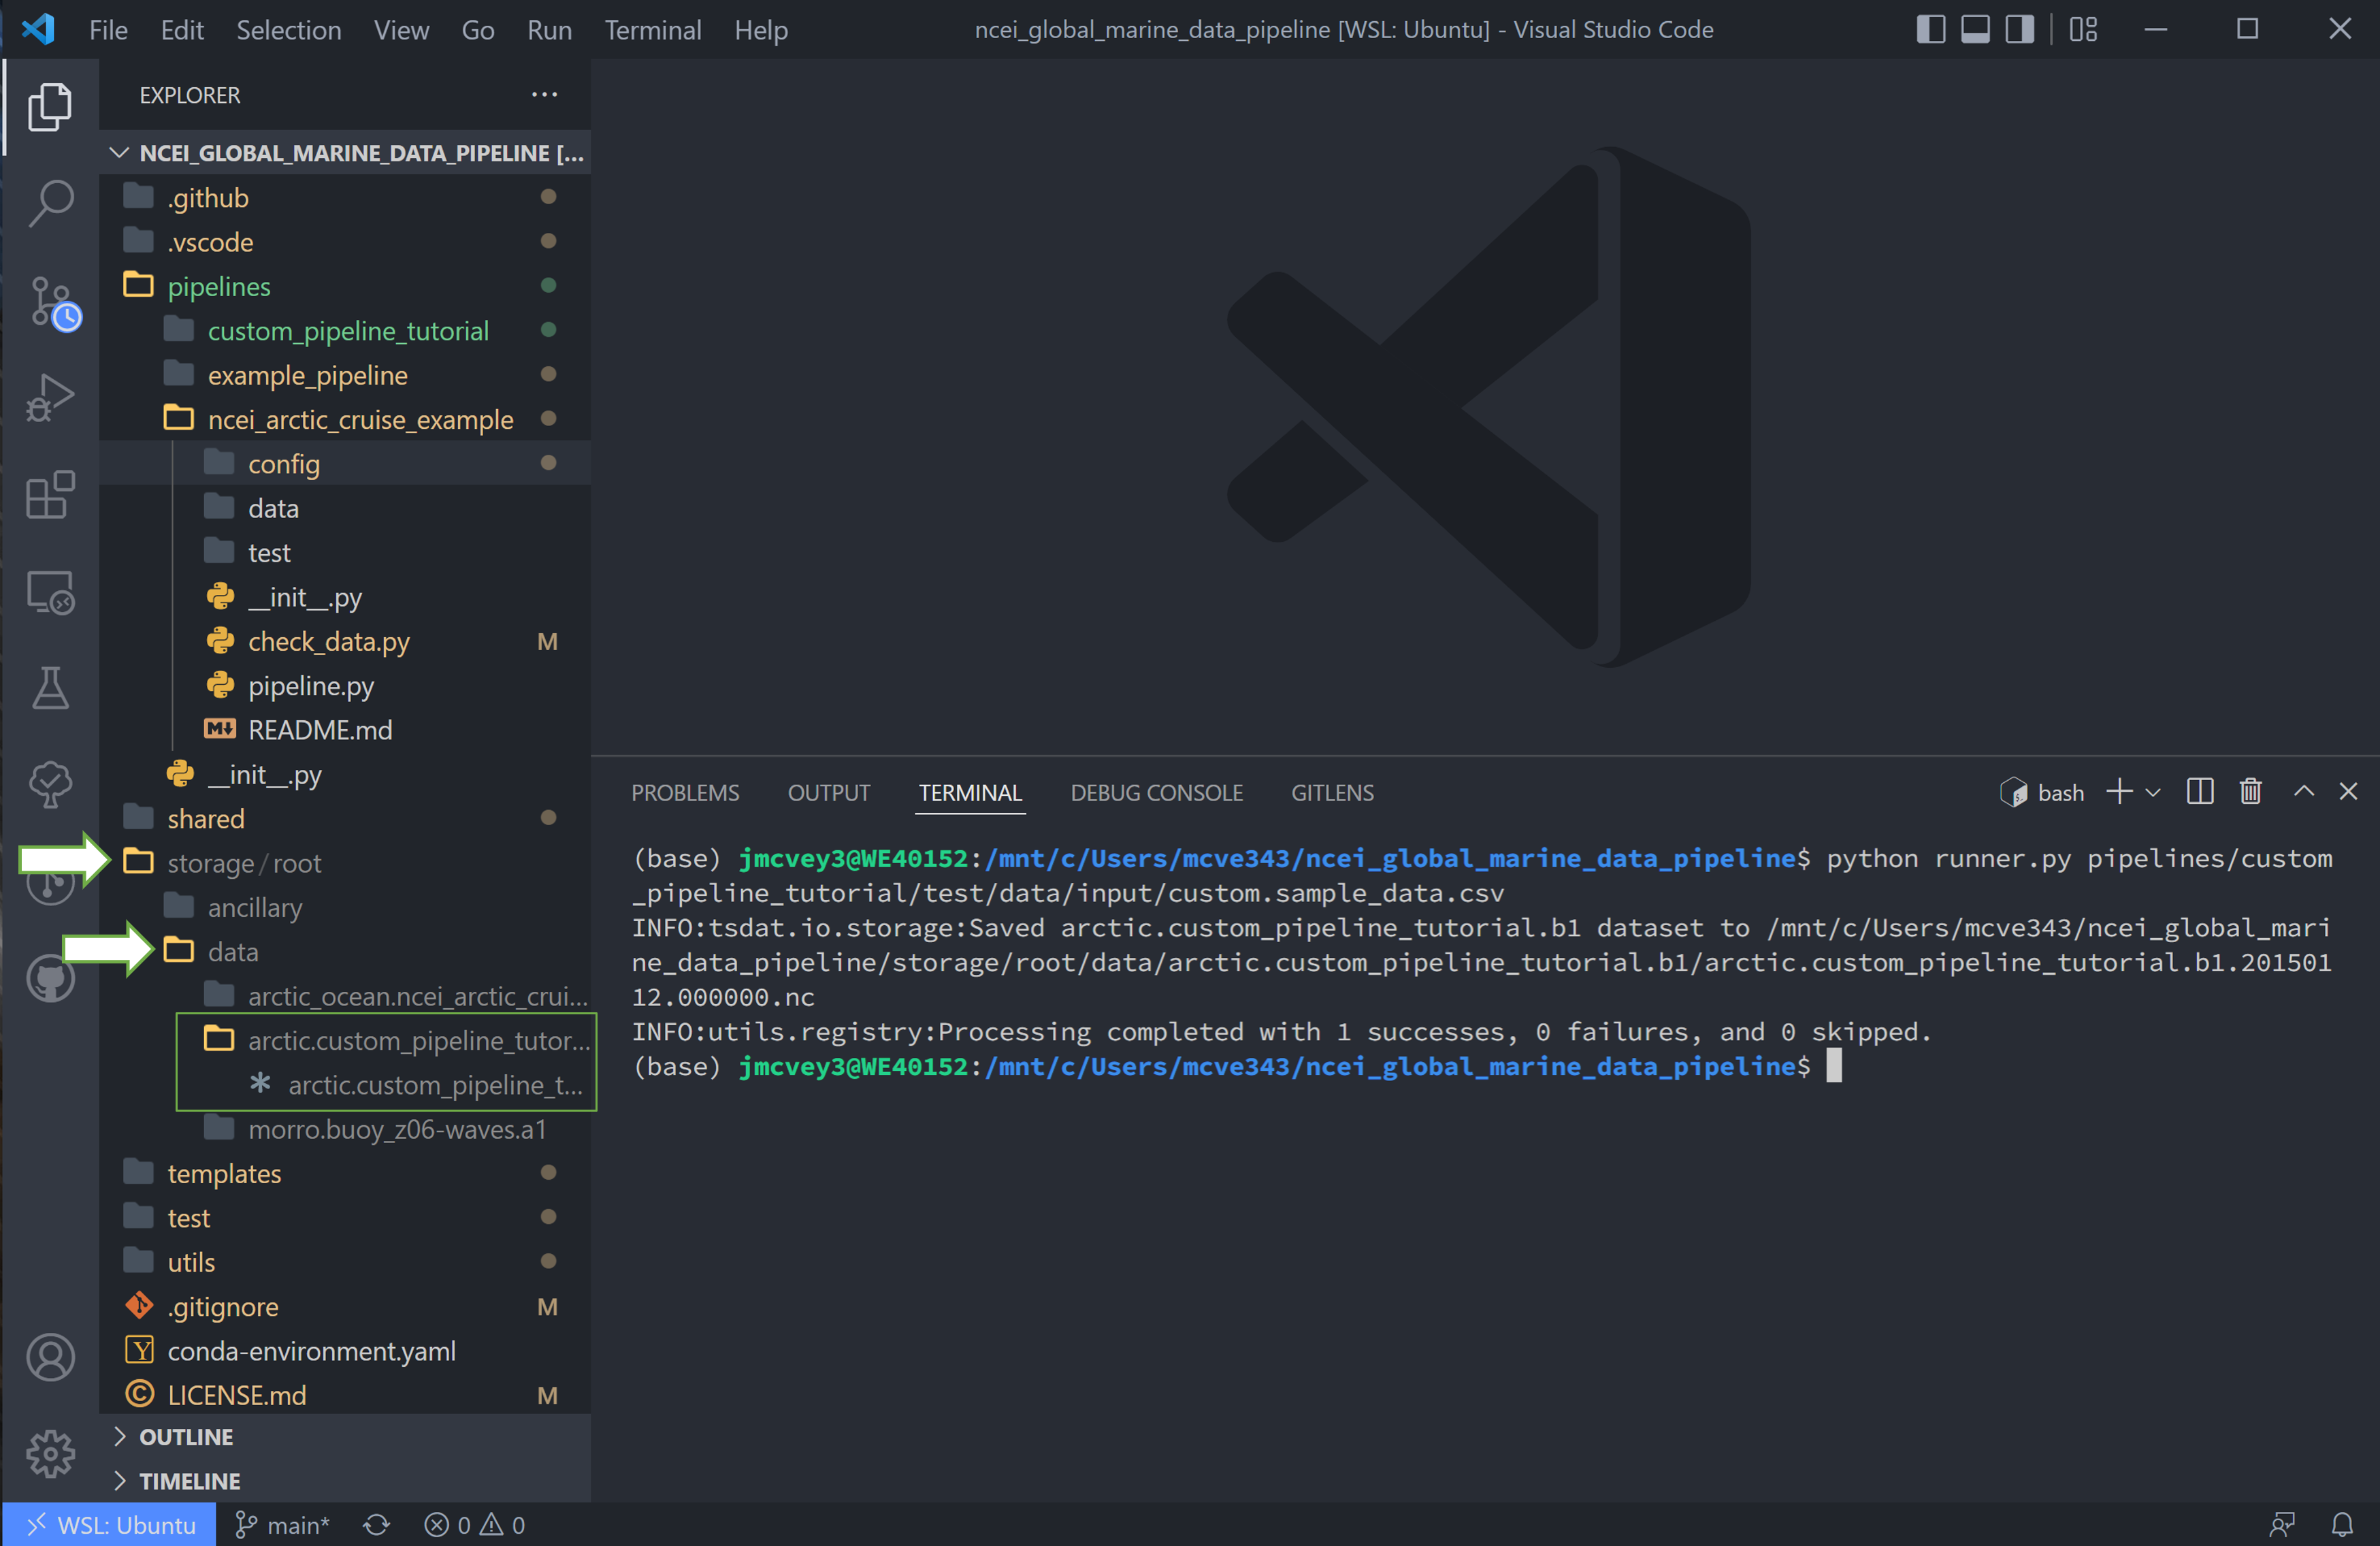 File Edit Selection View Go Run Terminal Help ncei_global_marine_data_pipeline [WSL: Ubuntu] - Visual Studio Code
EXPLORER ...
NCEI_GLOBAL_MARINE_DATA_PIPELINE [...
.github
.vscode
pipelines
custom_pipeline_tutorial
example_pipeline
ncei_arctic_cruise_example
config
data
test
__init__.py
check_data.py M
pipeline.py
README.md
__init__.py
shared
storage/root
ancillary
data
arctic_ocean.ncei_arctic_crui...
arctic.custom_pipeline_tutor...
arctic.custom_pipeline_t...
morro.buoy_z06-waves.a1
templates
test
utils
.gitignore M
conda-environment.yaml
LICENSE.md M
OUTLINE
TIMELINE
PROBLEMS OUTPUT TERMINAL DEBUG CONSOLE GITLENS bash
(base) jmcvey3@WE40152:/mnt/c/Users/mcve343/ncei_global_marine_data_pipeline$ python runner.py pipelines/custom
_pipeline_tutorial/test/data/input/custom.sample_data.csv
INFO:tsdat.io.storage:Saved arctic.custom_pipeline_tutorial.b1 dataset to /mnt/c/Users/mcve343/ncei_global_mari
ne_data_pipeline/storage/root/data/arctic.custom_pipeline_tutorial.b1/arctic.custom_pipeline_tutorial.b1.201501
12.000000.nc
INFO:utils.registry:Processing completed with 1 successes, 0 failures, and 0 skipped.
(base) jmcvey3@WE40152:/mnt/c/Users/mcve343/ncei_global_marine_data_pipeline$
WSL: Ubuntu main* 0 0